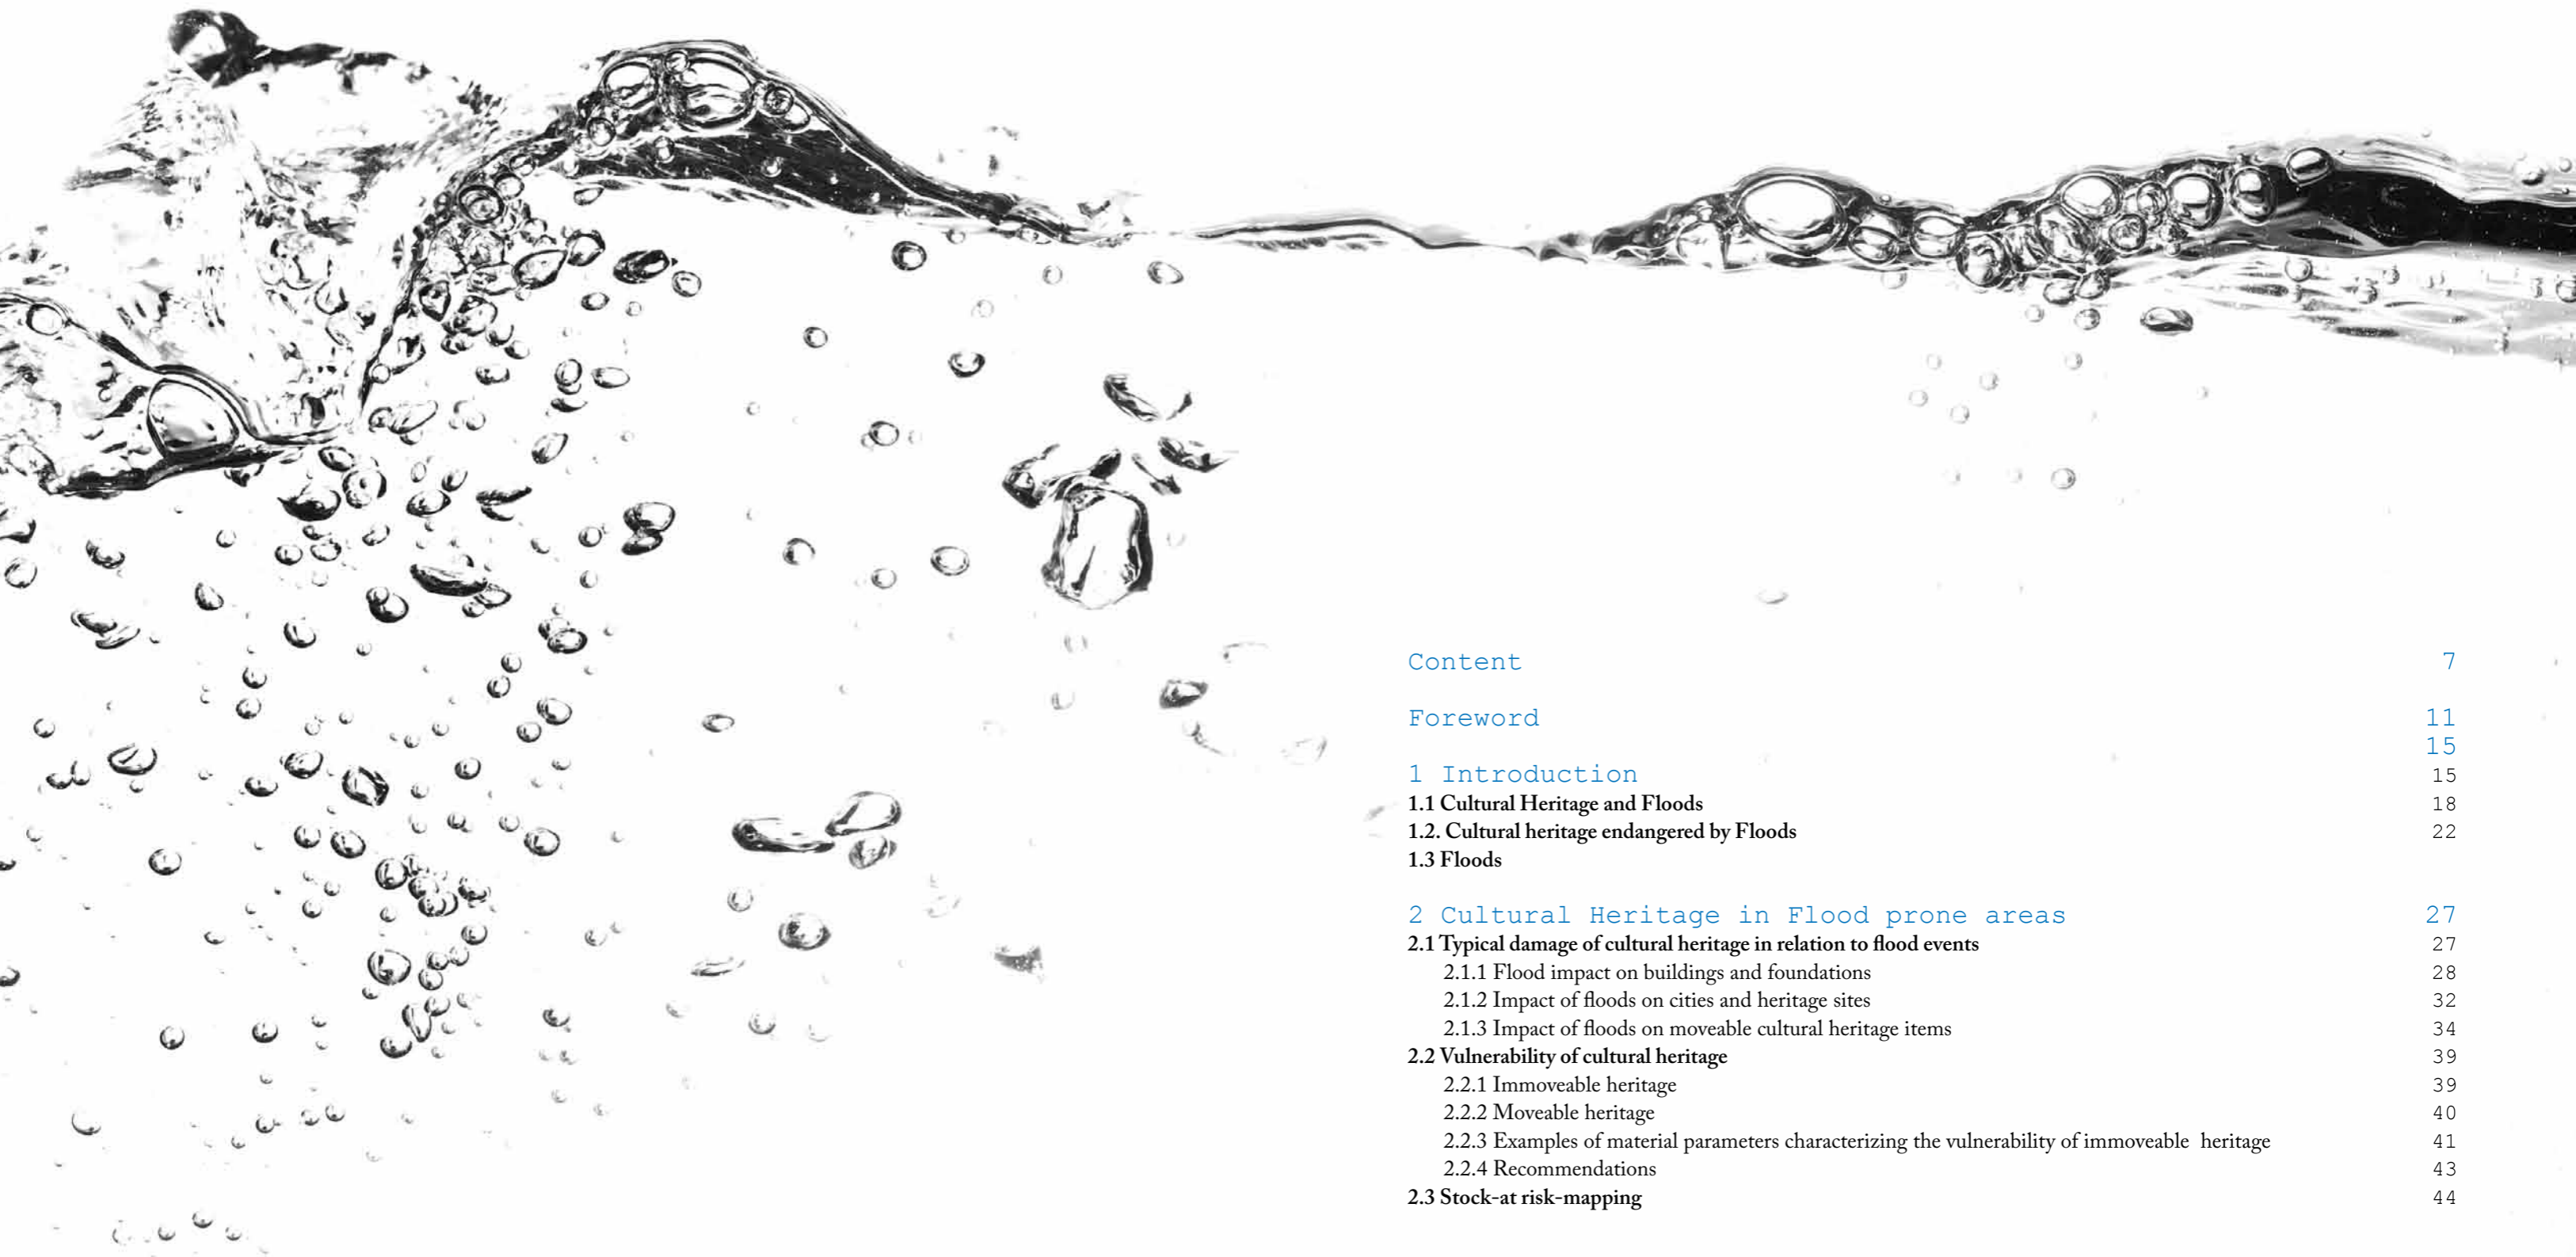 Content 7
Foreword 11
15
1 Introduction 15
1.1 Cultural Heritage and Floods 18
1.2. Cultural heritage endangered by Floods 22
1.3 Floods
2 Cultural Heritage in Flood prone areas 27
2.1 Typical damage of cultural heritage in relation to flood events 27
2.1.1 Flood impact on buildings and foundations 28
2.1.2 Impact of floods on cities and heritage sites 32
2.1.3 Impact of floods on moveable cultural heritage items 34
2.2 Vulnerability of cultural heritage 39
2.2.1 Immoveable heritage 39
2.2.2 Moveable heritage 40
2.2.3 Examples of material parameters characterizing the vulnerability of immoveable heritage 41
2.2.4 Recommendations 43
2.3 Stock-at risk-mapping 44